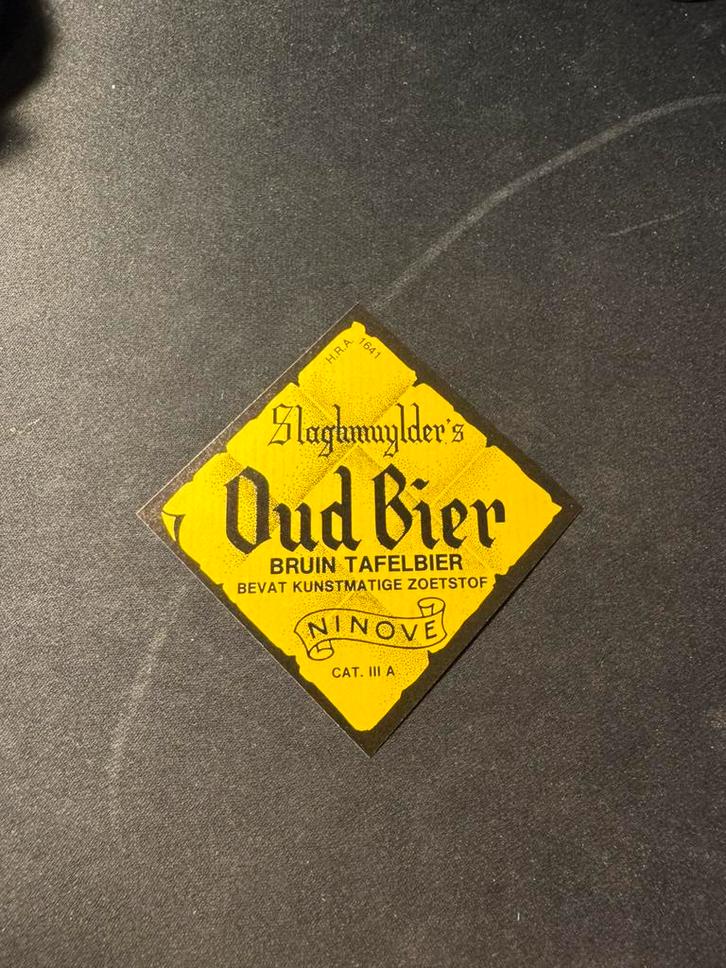 H.R.A. 1641
Slaghmuylder's
Oud Bier
BRUIN TAFELBIER
BEVAT KUNSTMATIGE ZOETSTOF
NINOVE
CAT. III A